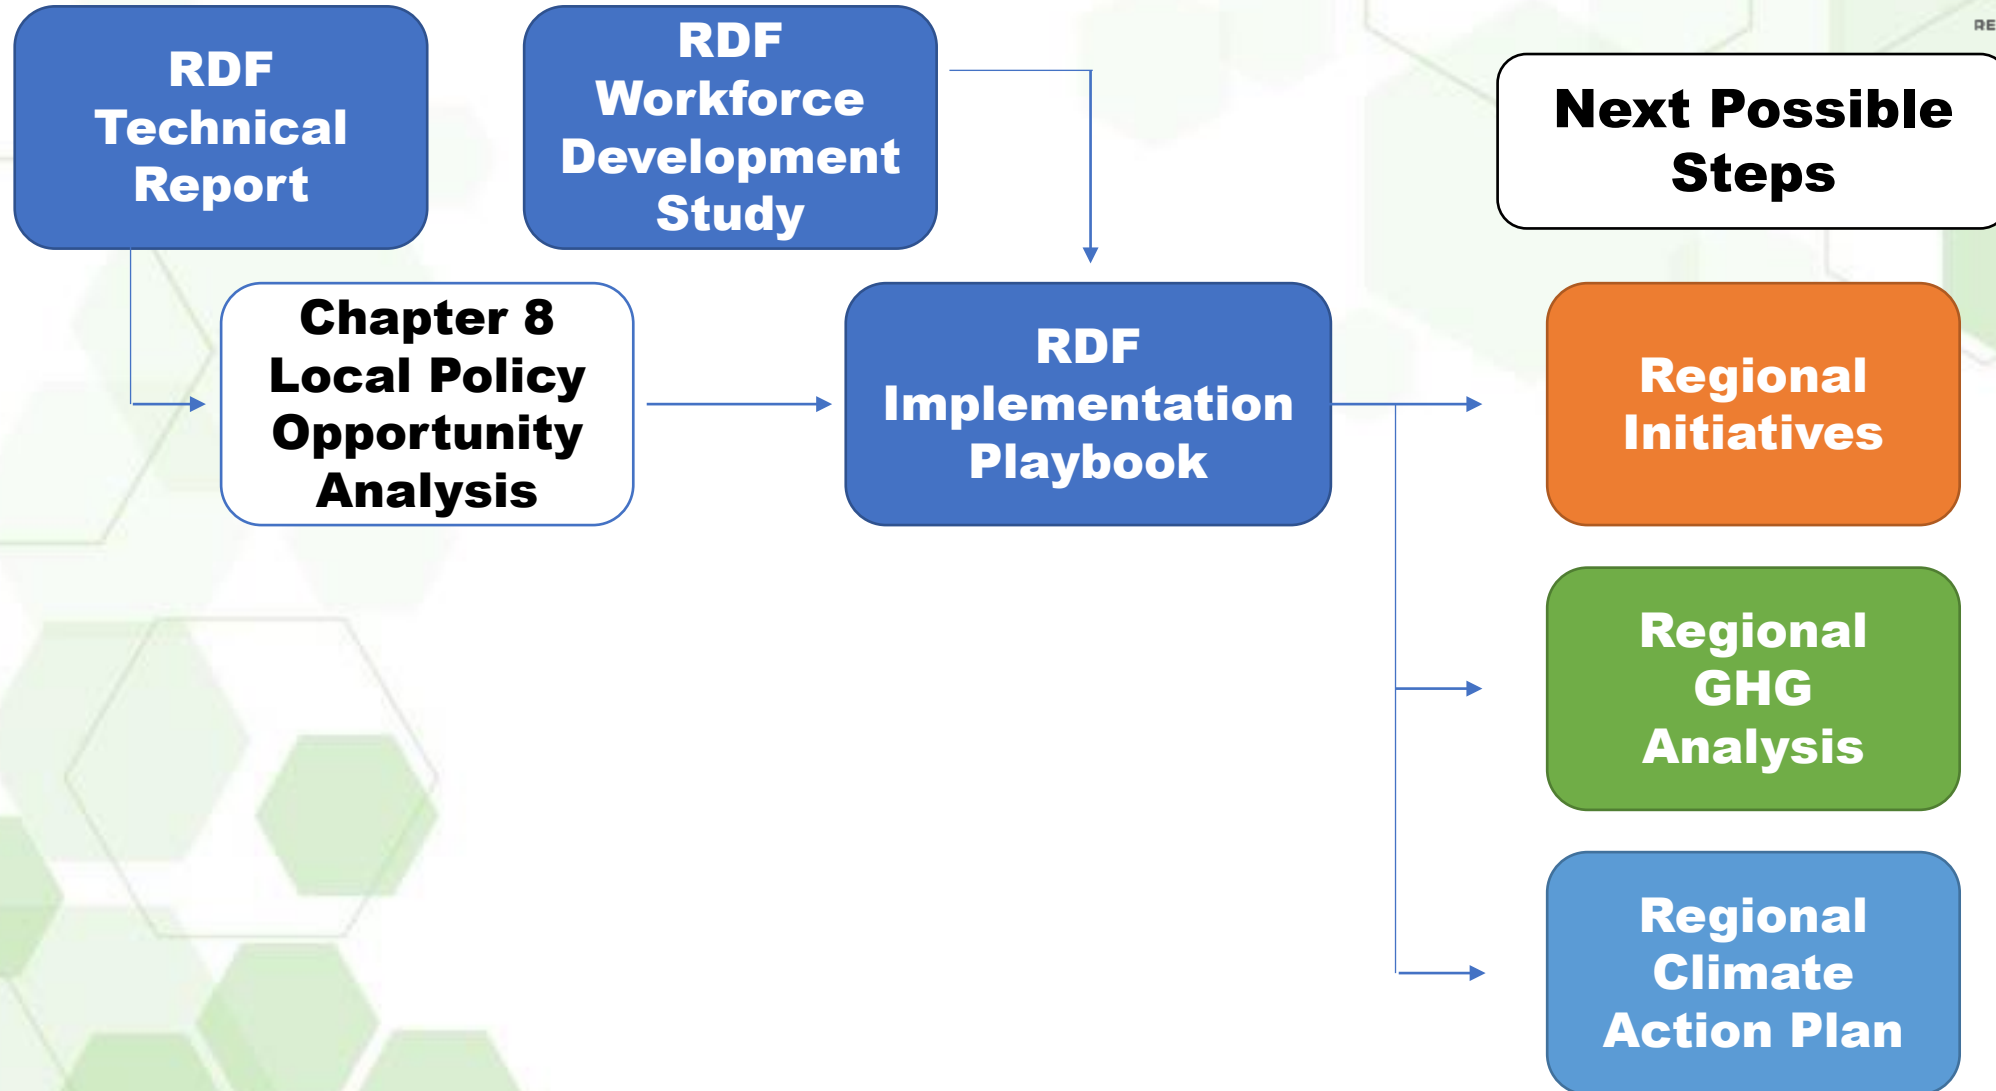 RDF
Technical
Report
RDF
Workforce
Development
Study
RE
Next Possible
Steps
Chapter 8
Local Policy
Opportunity
Analysis
RDF
Implementation
Playbook
Regional
Initiatives
Regional
GHG
Analysis
Regional
Climate
Action Plan